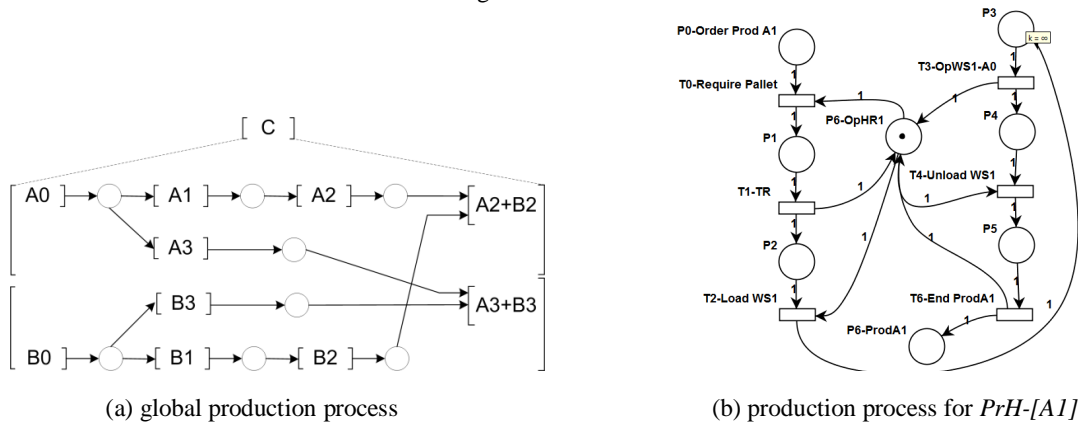 [ C ]
[ A0 ] [ A1 ] [ A2 ] [ A2+B2 ]
[ A3 ]
[ B3 ] [ A3+B3 ]
[ B0 ] [ B1 ] [ B2 ]
(a) global production process
P0-Order Prod A1
1
T0-Require Pallet
1
P1
1
T1-TR
1
P2
1
T2-Load WS1
1
P6-OpHR1
1
1
1
1
1
P3
k = ∞
1
T3-OpWS1-A0
1
1
P4
1
T4-Unload WS1
1
P5
1
T6-End ProdA1
1
1
P6-ProdA1
(b) production process for PrH-[A1]